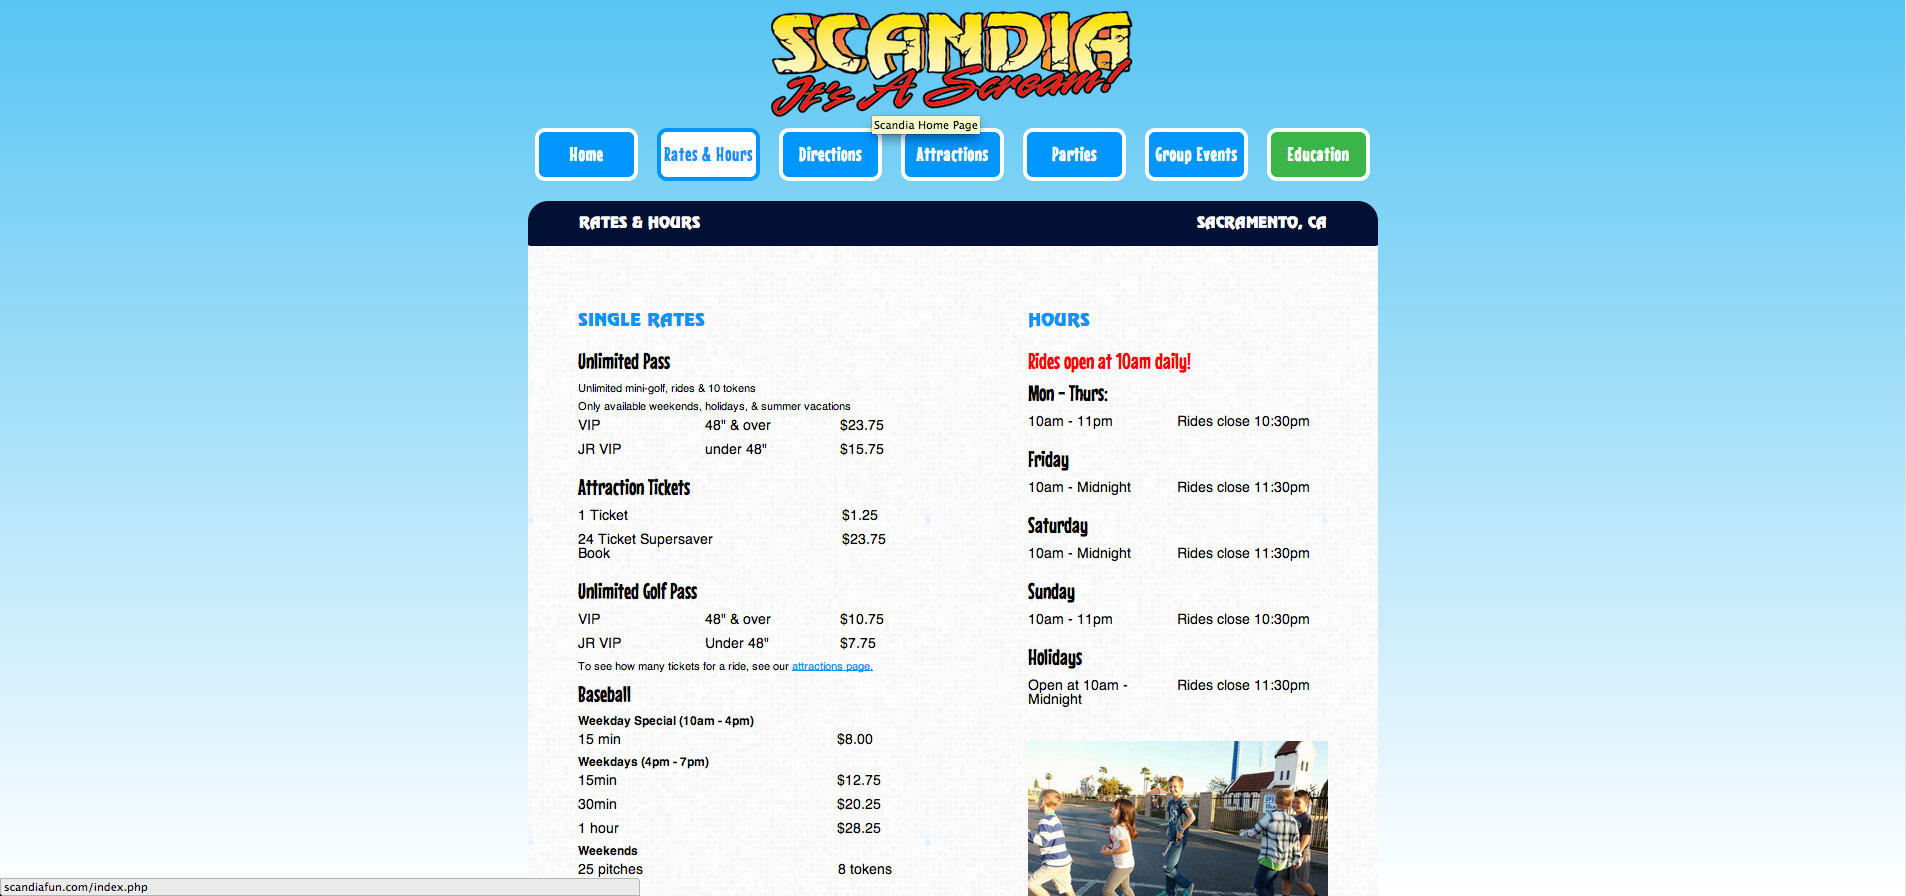 SCANDIA
It's A Scream!
Scandia Home Page
Home
Rates & Hours
Directions
Attractions
Parties
Group Events
Education
RATES & HOURS
SACRAMENTO, CA
SINGLE RATES
Unlimited Pass
Unlimited mini-golf, rides & 10 tokens
Only available weekends, holidays, & summer vacations
VIP 48" & over $23.75
JR VIP under 48" $15.75
Attraction Tickets
1 Ticket $1.25
24 Ticket Supersaver $23.75
Book
Unlimited Golf Pass
VIP 48" & over $10.75
JR VIP Under 48" $7.75
To see how many tickets for a ride, see our attractions page.
Baseball
Weekday Special (10am - 4pm)
15 min $8.00
Weekdays (4pm - 7pm)
15min $12.75
30min $20.25
1 hour $28.25
Weekends
25 pitches 8 tokens
HOURS
Rides open at 10am daily!
Mon - Thurs:
10am - 11pm Rides close 10:30pm
Friday
10am - Midnight Rides close 11:30pm
Saturday
10am - Midnight Rides close 11:30pm
Sunday
10am - 11pm Rides close 10:30pm
Holidays
Open at 10am - Rides close 11:30pm
Midnight
scandiafun.com/index.php